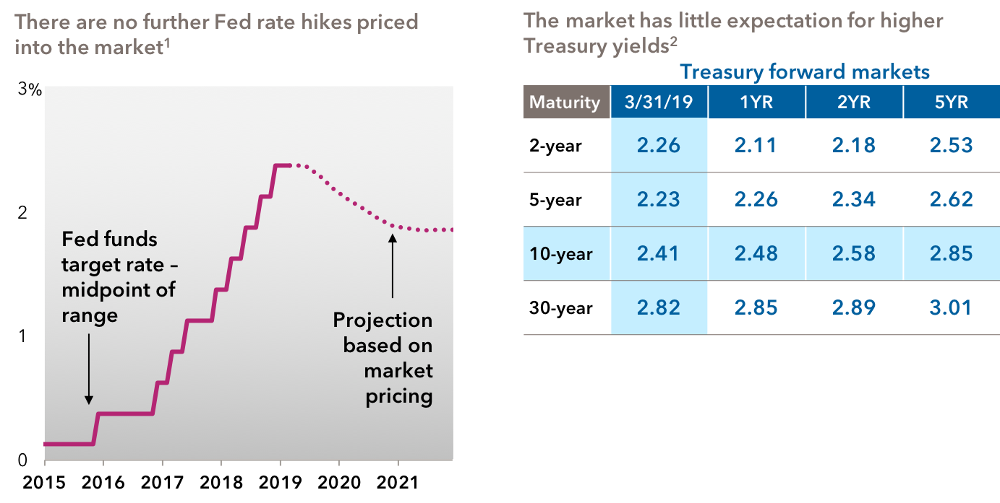 There are no further Fed rate hikes priced
into the market¹
3%
2
1
0
Fed funds
target rate –
midpoint of
range
Projection
based on
market
pricing
2015 2016 2017 2018 2019 2020 2021
The market has little expectation for higher
Treasury yields²
Treasury forward markets
Maturity 3/31/19 1YR 2YR 5YR
2-year 2.26 2.11 2.18 2.53
5-year 2.23 2.26 2.34 2.62
10-year 2.41 2.48 2.58 2.85
30-year 2.82 2.85 2.89 3.01